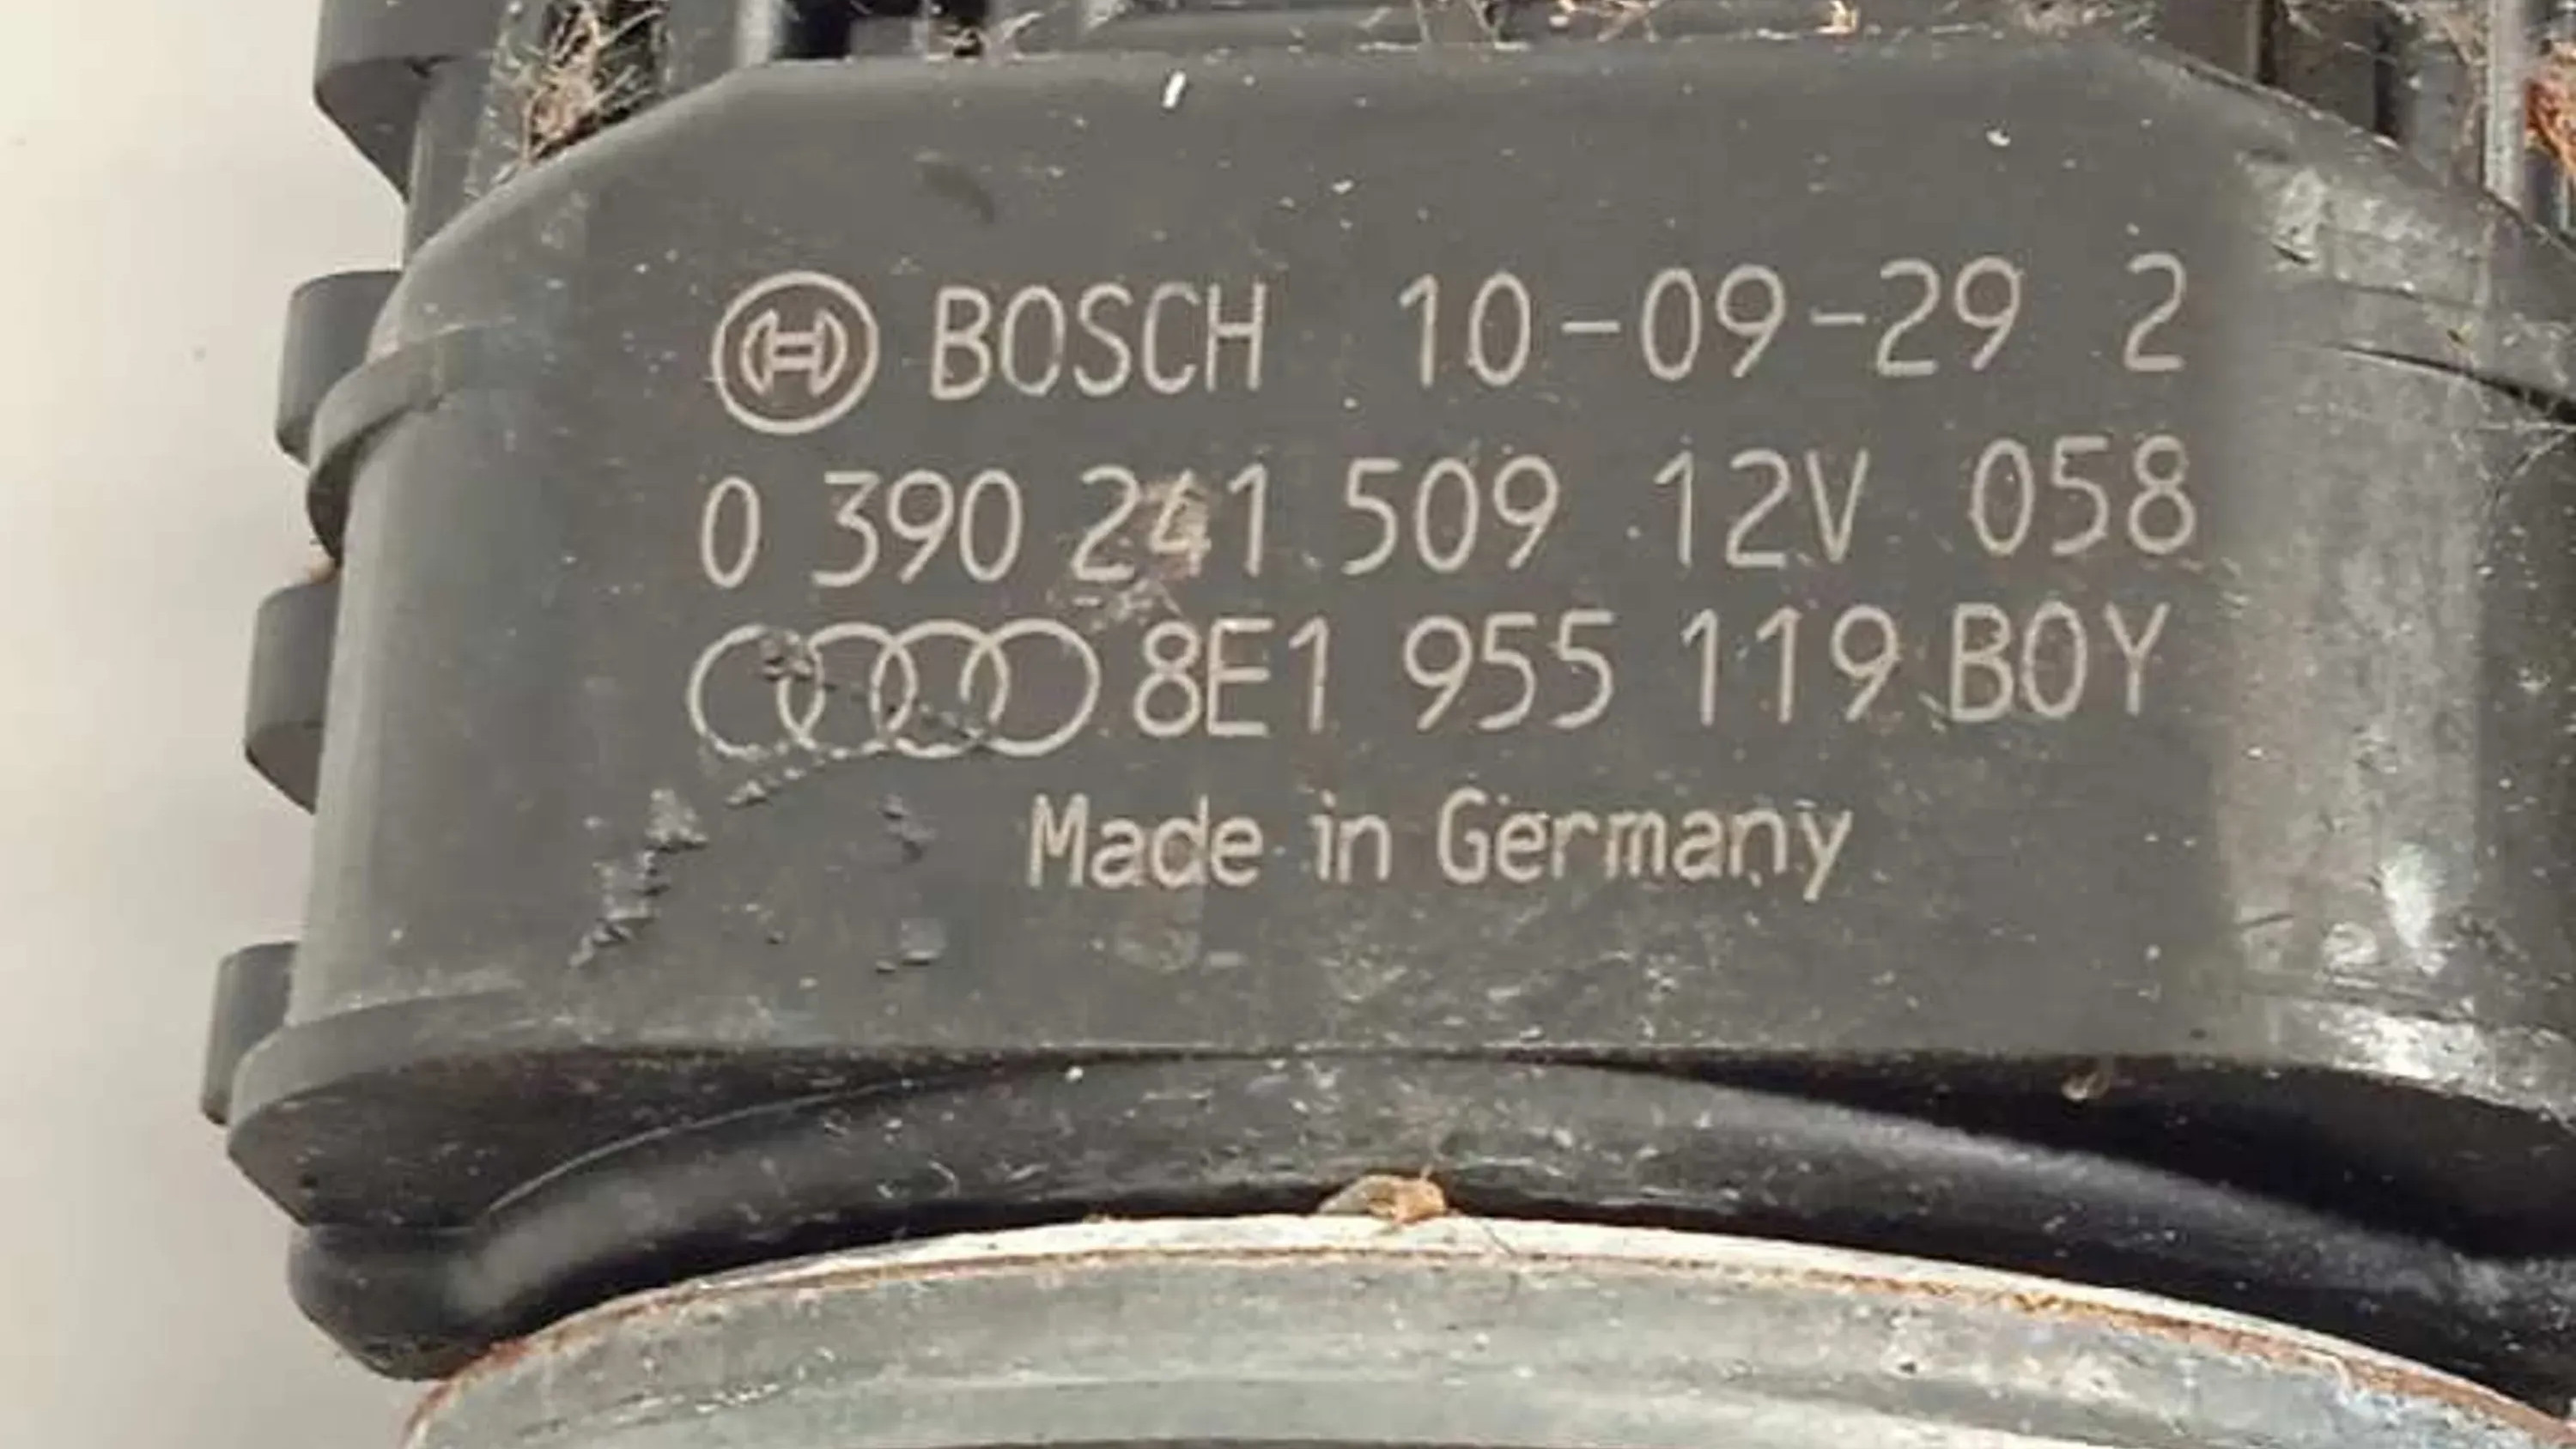 BOSCH 10-09-29 2
0 390 241 509 12V 058
8E1 955 119 B0Y
Made in Germany